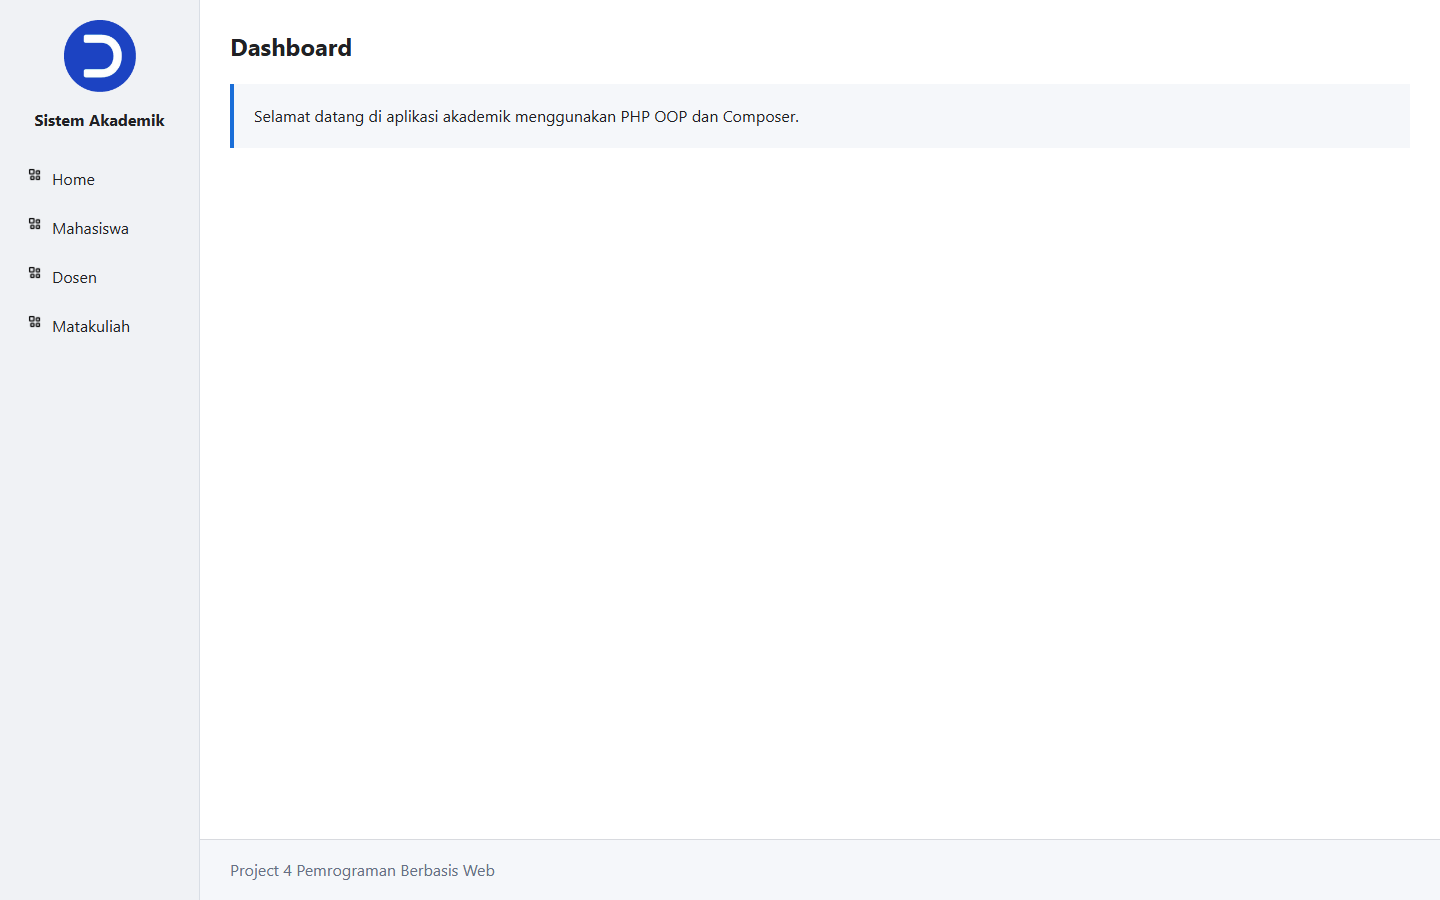 Sistem Akademik
Home
Mahasiswa
Dosen
Matakuliah
Dashboard
Selamat datang di aplikasi akademik menggunakan PHP OOP dan Composer.
Project 4 Pemrograman Berbasis Web